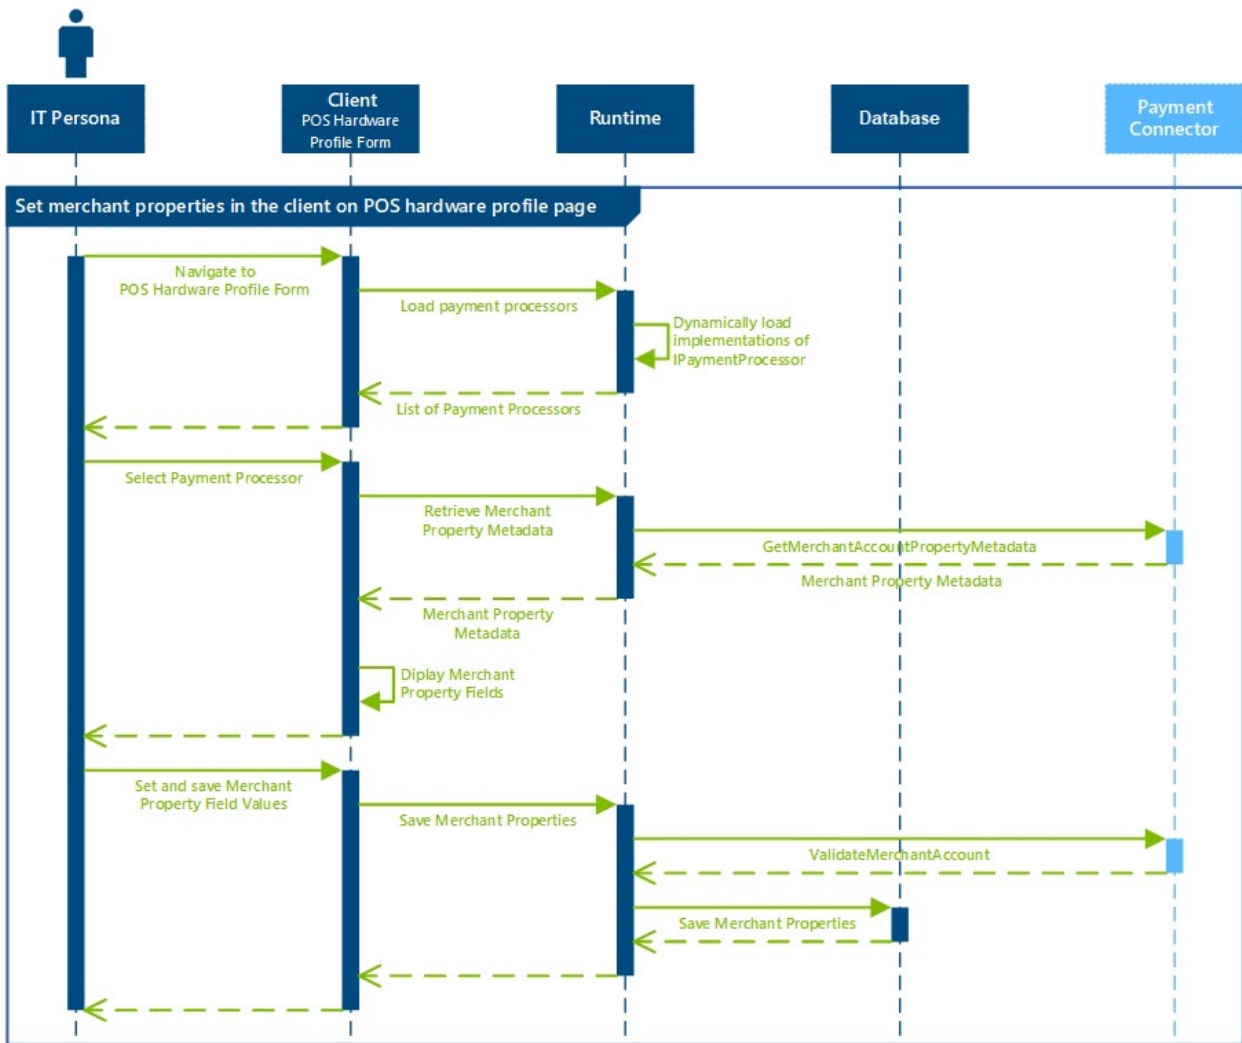 IT Persona
Client
POS Hardware
Profile Form
Runtime
Database
Payment
Connector
Set merchant properties in the client on POS hardware profile page
Navigate to
POS Hardware Profile Form
Load payment processors
Dynamically load
implementations of
IPaymentProcessor
List of Payment Processors
Select Payment Processor
Retrieve Merchant
Property Metadata
GetMerchantAccountPropertyMetadata
Merchant Property Metadata
Merchant Property
Metadata
Diplay Merchant
Property Fields
Set and save Merchant
Property Field Values
Save Merchant Properties
ValidateMerchantAccount
Save Merchant Properties